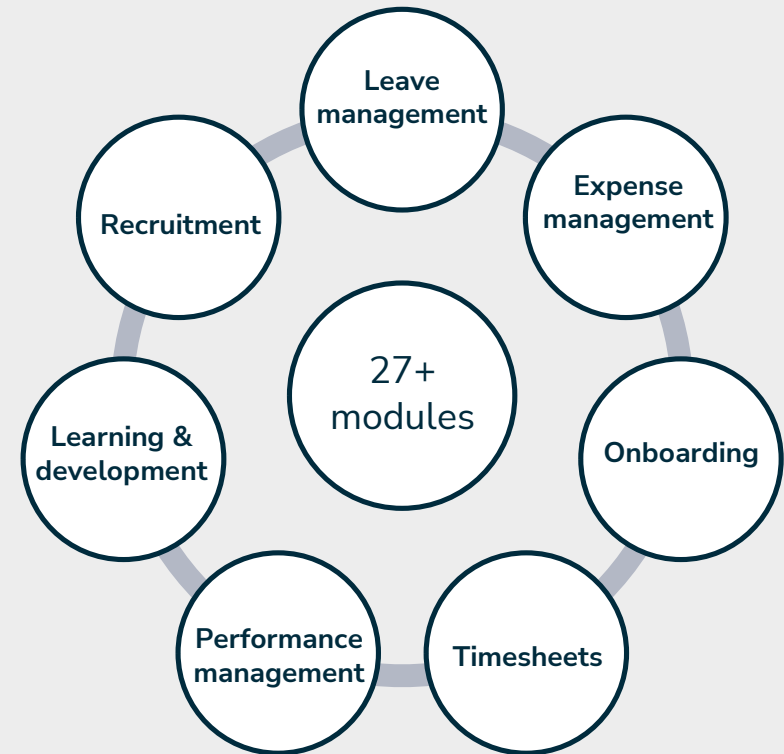 Leave
management
Expense
management
Onboarding
Timesheets
Performance
management
Learning &
development
Recruitment
27+
modules